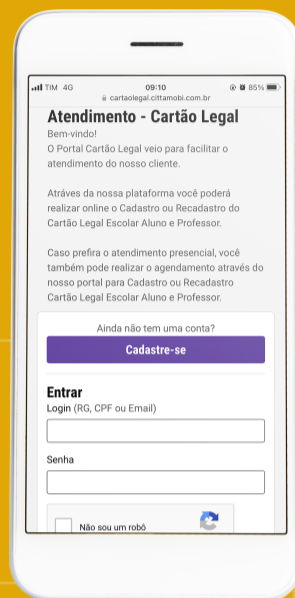 TIM 4G 09:10 85%
cartaolegal.cittamobi.com.br
Atendimento - Cartão Legal
Bem-vindo!
O Portal Cartão Legal veio para facilitar o
atendimento do nosso cliente.
Atráves da nossa plataforma você poderá
realizar online o Cadastro ou Recadastro do
Cartão Legal Escolar Aluno e Professor.
Caso prefira o atendimento presencial, você
também pode realizar o agendamento através do
nosso portal para Cadastro ou Recadastro
Cartão Legal Escolar Aluno e Professor.
Ainda não tem uma conta?
Cadastre-se
Entrar
Login (RG, CPF ou Email)
Senha
Não sou um robô